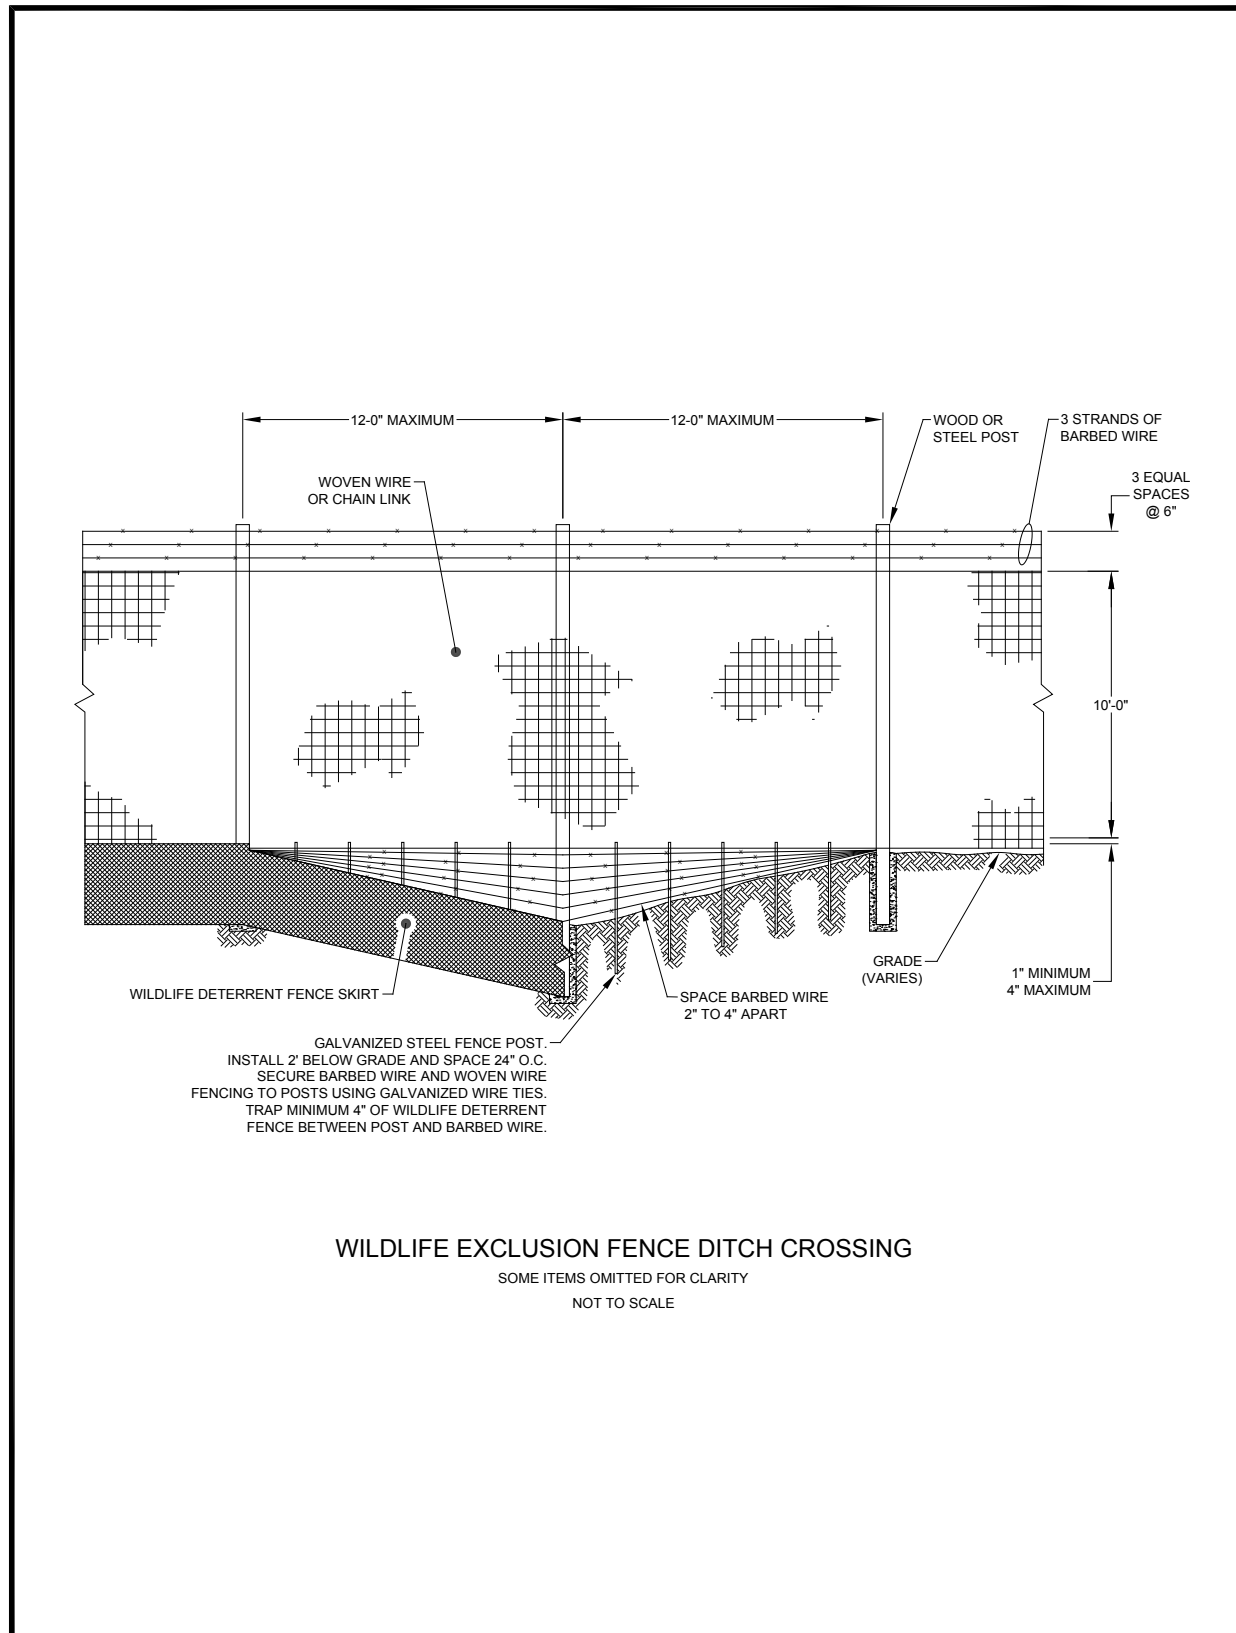 12-0" MAXIMUM
12-0" MAXIMUM
WOOD OR
STEEL POST
3 STRANDS OF
BARBED WIRE
WOVEN WIRE
OR CHAIN LINK
3 EQUAL
SPACES
@ 6"
10'-0"
GRADE
(VARIES)
1" MINIMUM
4" MAXIMUM
WILDLIFE DETERRENT FENCE SKIRT
SPACE BARBED WIRE
2" TO 4" APART
GALVANIZED STEEL FENCE POST.
INSTALL 2' BELOW GRADE AND SPACE 24" O.C.
SECURE BARBED WIRE AND WOVEN WIRE
FENCING TO POSTS USING GALVANIZED WIRE TIES.
TRAP MINIMUM 4" OF WILDLIFE DETERRENT
FENCE BETWEEN POST AND BARBED WIRE.
WILDLIFE EXCLUSION FENCE DITCH CROSSING
SOME ITEMS OMITTED FOR CLARITY
NOT TO SCALE